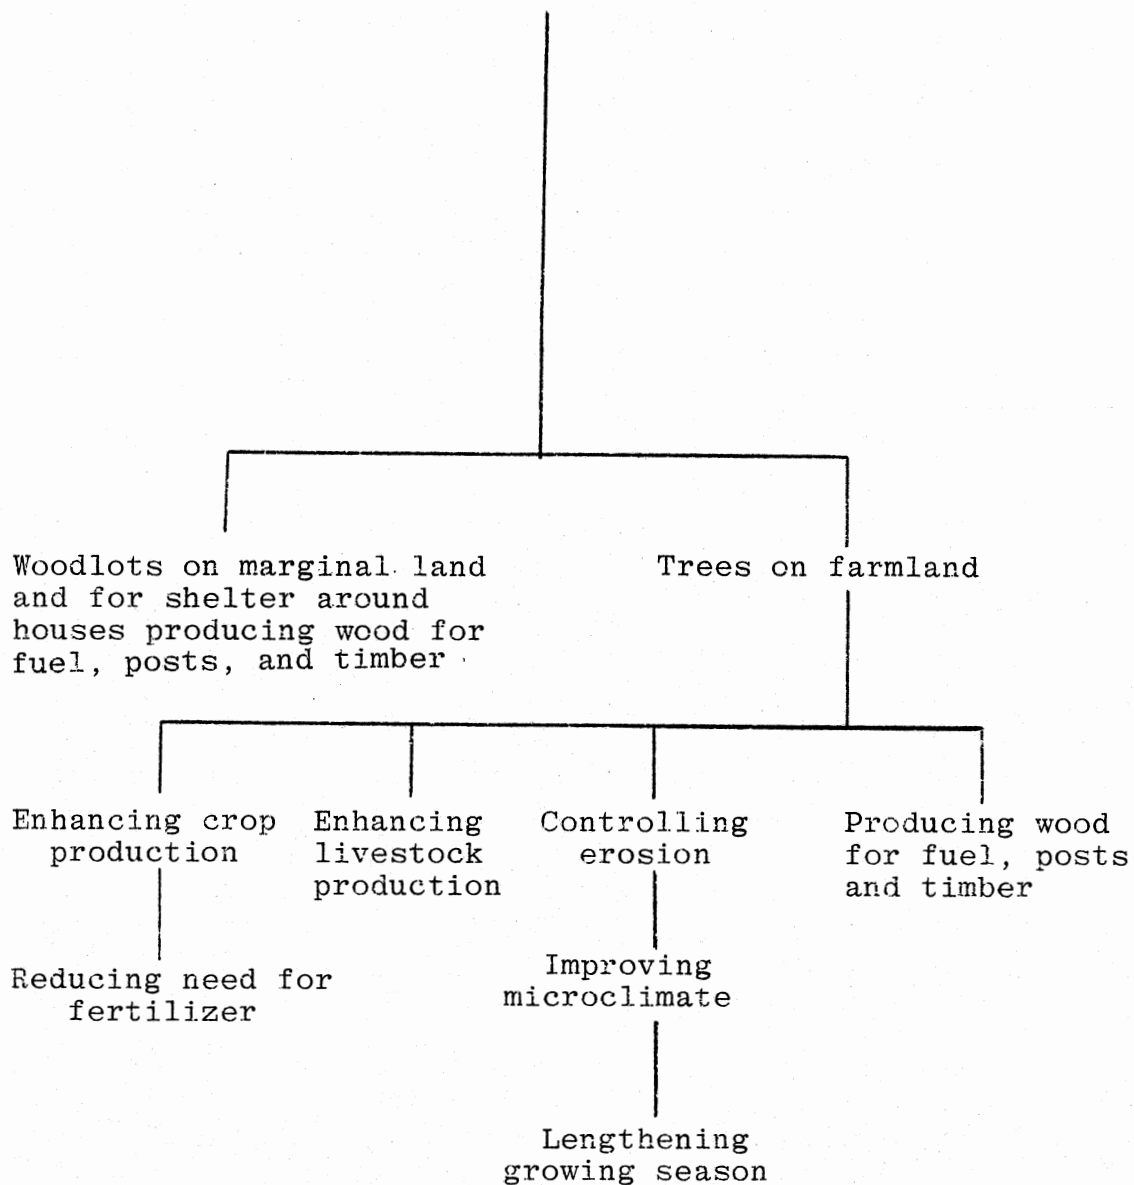 Woodlots on marginal land
and for shelter around
houses producing wood for
fuel, posts, and timber
Trees on farmland
Enhancing crop
production
Enhancing
livestock
production
Controlling
erosion
Producing wood
for fuel, posts
and timber
Reducing need for
fertilizer
Improving
microclimate
Lengthening
growing season